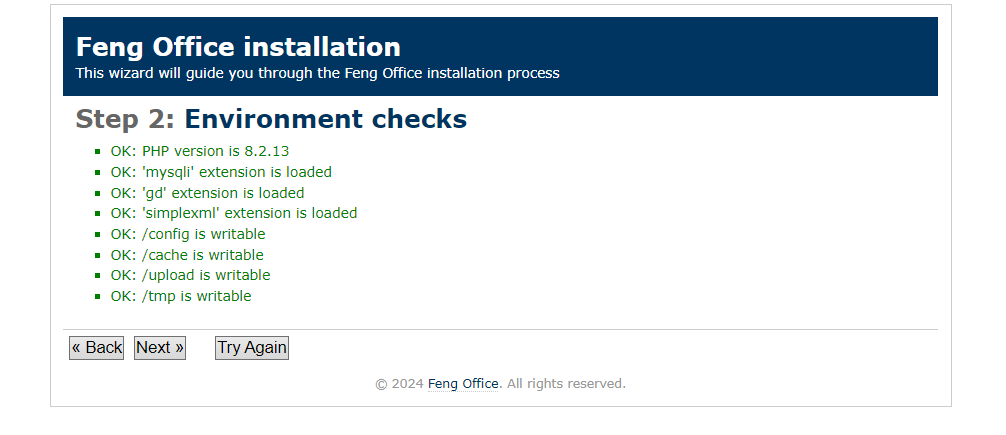 Feng Office installation
This wizard will guide you through the Feng Office installation process
Step 2: Environment checks
OK: PHP version is 8.2.13
OK: 'mysqli' extension is loaded
OK: 'gd' extension is loaded
OK: 'simplexml' extension is loaded
OK: /config is writable
OK: /cache is writable
OK: /upload is writable
OK: /tmp is writable
« Back Next » Try Again
© 2024 Feng Office. All rights reserved.